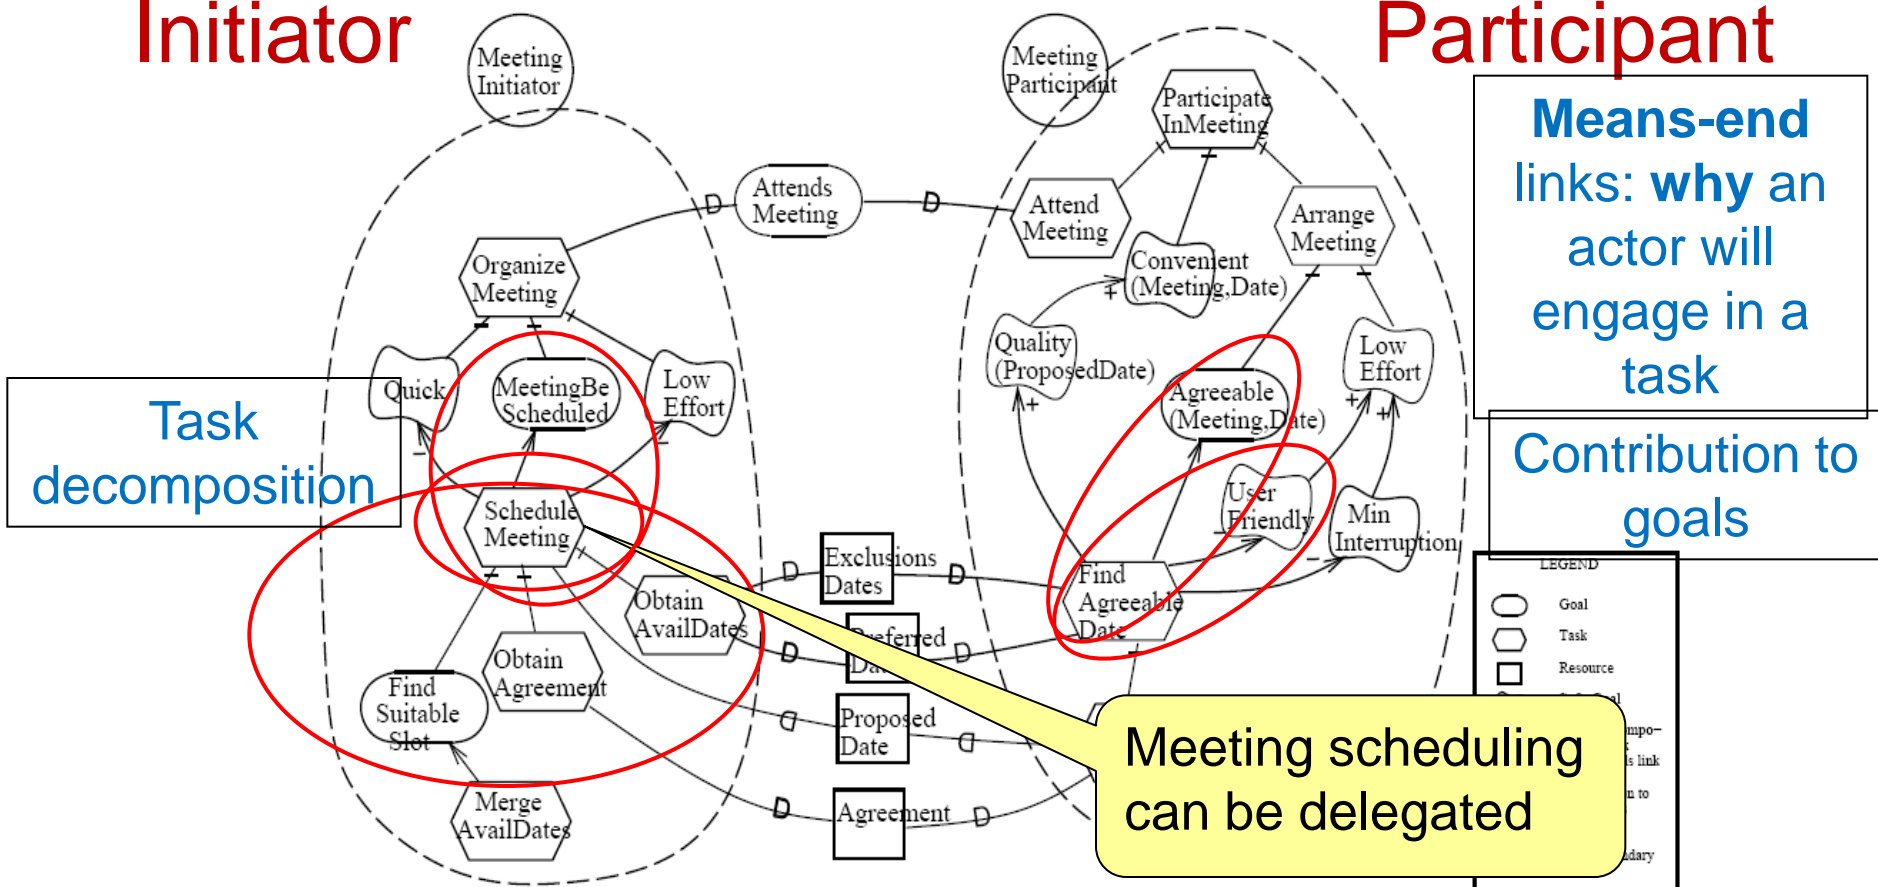 Initiator
Participant
Meeting
Initiator
Meeting
Participant
Participate
InMeeting
Means-end
links: why an
actor will
engage in a
task
Attends
Meeting
D
D
Attend
Meeting
Arrange
Meeting
Organize
Meeting
Convenient
(Meeting,Date)
+
Quality
(ProposedDate)
+
Low
Effort
+
+
Quick
MeetingBe
Scheduled
Low
Effort
Agreeable
(Meeting,Date)
Task
decomposition
Contribution to
goals
−
−
Schedule
Meeting
User
Friendly
−
Min
Interruption
−
Exclusions
Dates
D
D
Find
Agreeable
Date
Obtain
AvailDates
Preferred
D
D
Obtain
Agreement
Find
Suitable
Slot
Proposed
Date
D
D
Merge
AvailDates
Agreement
D
D
Meeting scheduling
can be delegated
LEGEND
Goal
Task
Resource